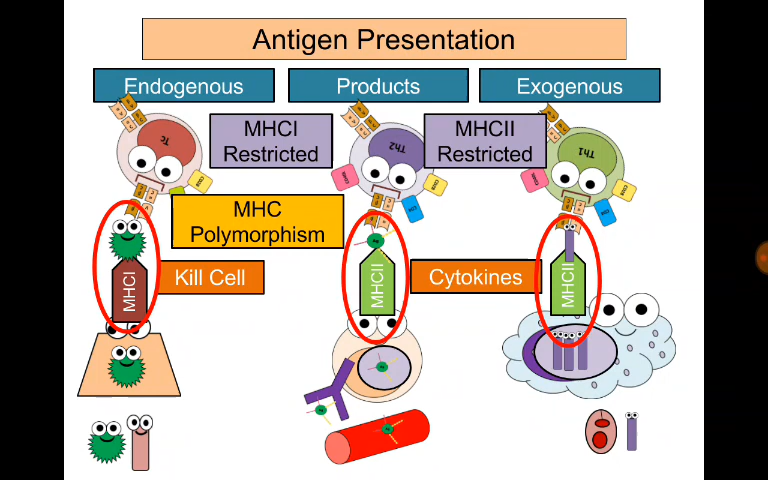 Antigen Presentation
Endogenous
Products
Exogenous
MHCI
Restricted
MHCII
Restricted
Tc
Th2
Th1
MHC
Polymorphism
Kill Cell
Cytokines
MHCI
MHCII
MHCII